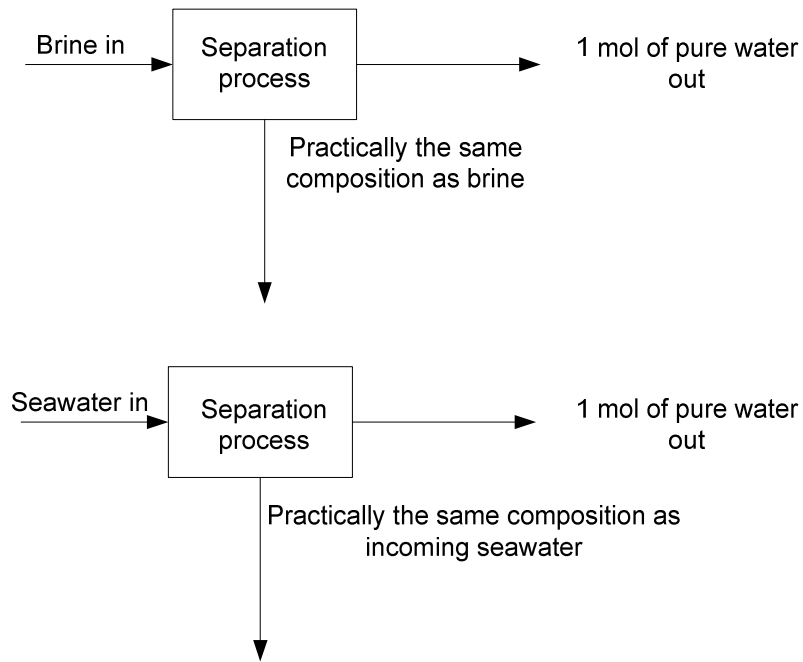 Brine in
Separation
process
1 mol of pure water
out
Practically the same
composition as brine
Seawater in
Separation
process
1 mol of pure water
out
Practically the same composition as
incoming seawater